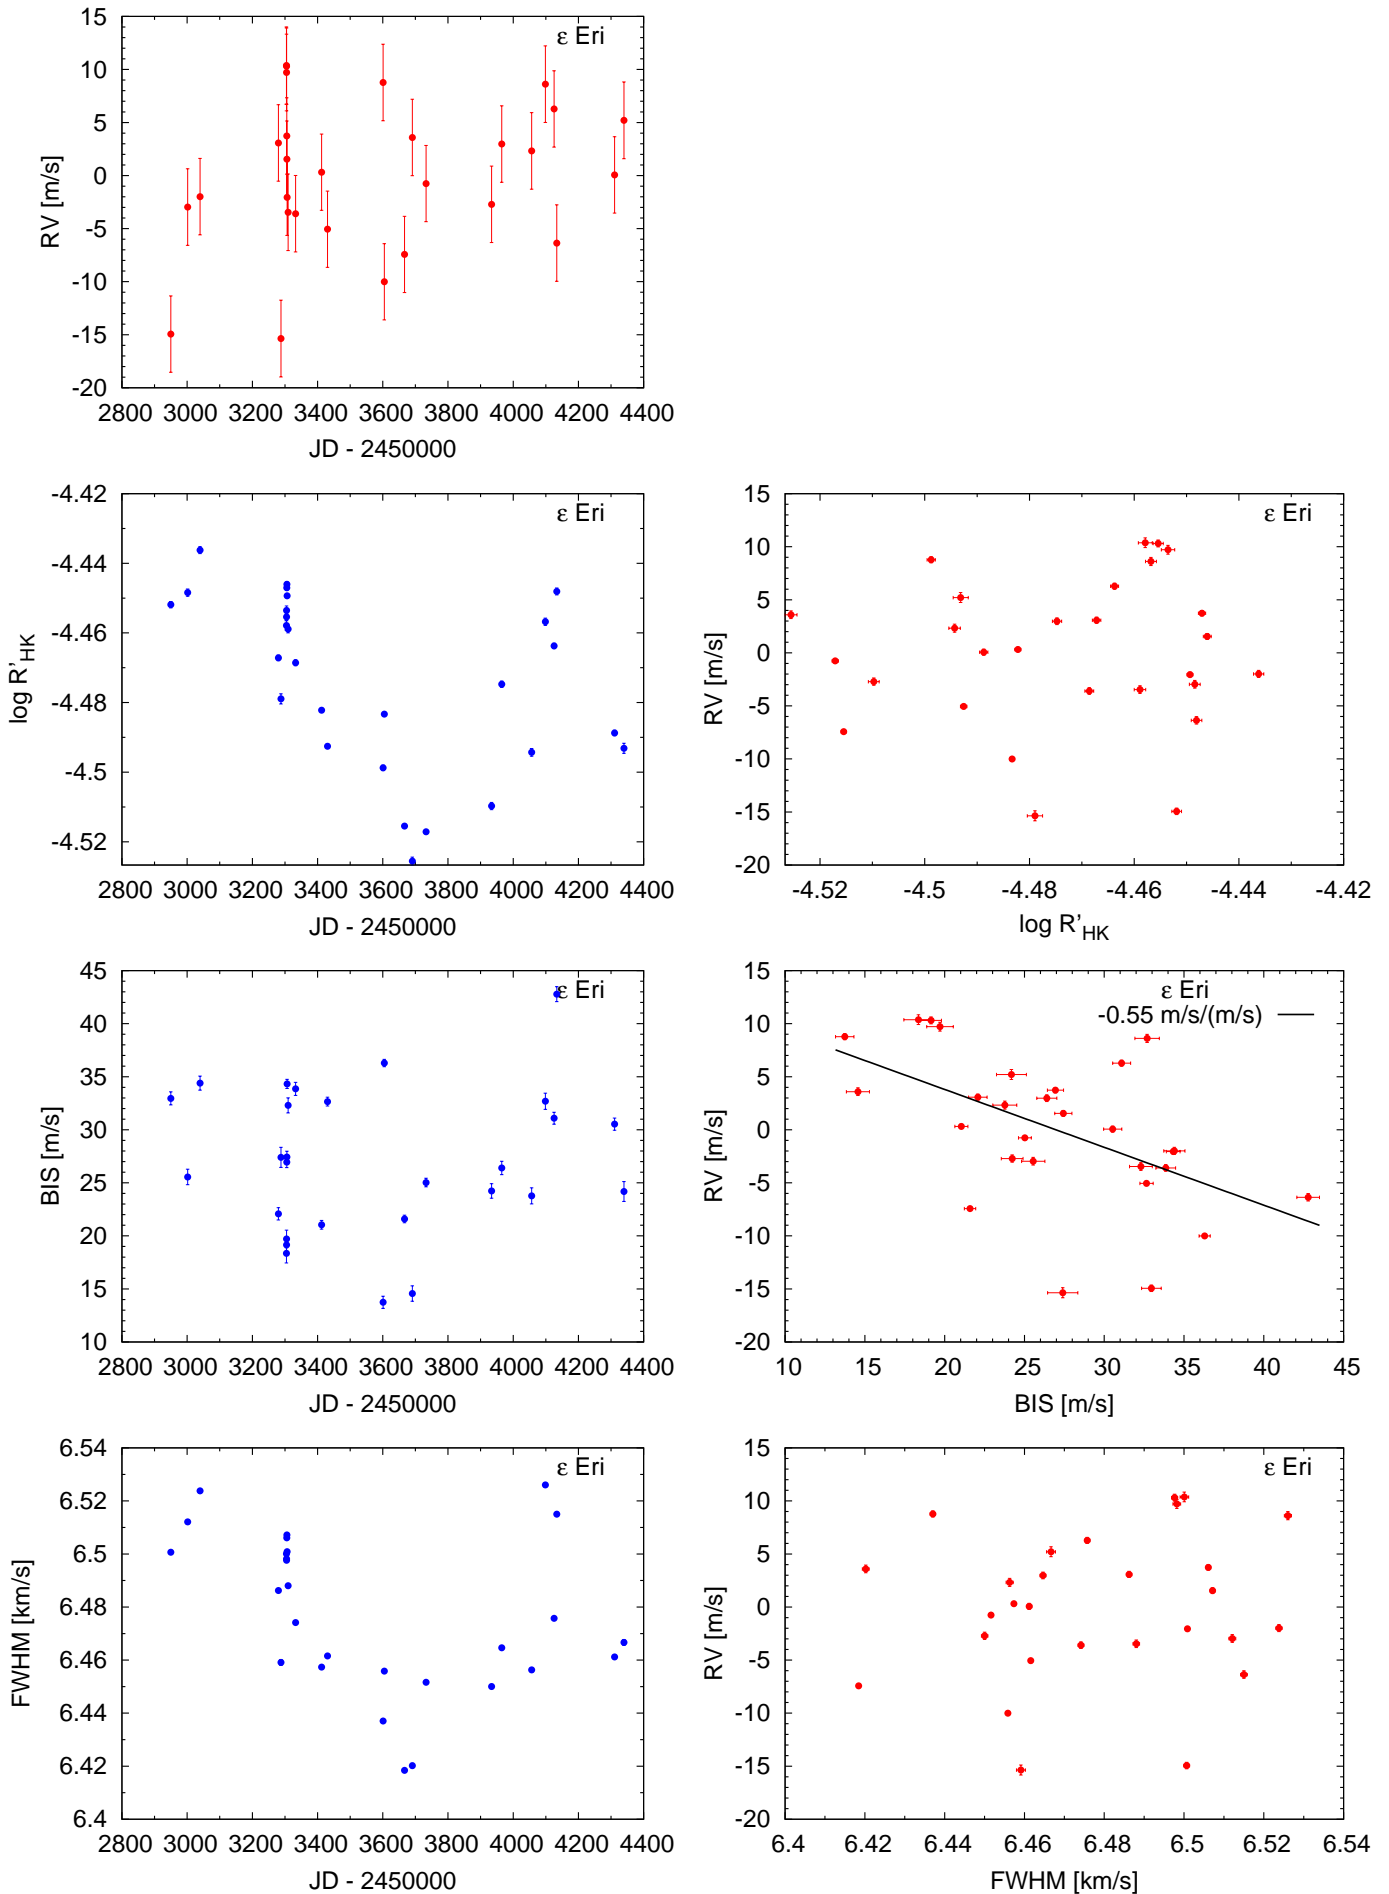 15
10
5
0
-5
-10
-15
-20
RV [m/s]
ε Eri
2800 3000 3200 3400 3600 3800 4000 4200 4400
JD - 2450000
-4.42
-4.44
-4.46
-4.48
-4.5
-4.52
log R'HK
ε Eri
2800 3000 3200 3400 3600 3800 4000 4200 4400
JD - 2450000
15
10
5
0
-5
-10
-15
-20
RV [m/s]
ε Eri
-4.52 -4.5 -4.48 -4.46 -4.44 -4.42
log R'HK
45
40
35
30
25
20
15
10
BIS [m/s]
ε Eri
2800 3000 3200 3400 3600 3800 4000 4200 4400
JD - 2450000
15
10
5
0
-5
-10
-15
-20
RV [m/s]
ε Eri
-0.55 m/s/(m/s)
10 15 20 25 30 35 40 45
BIS [m/s]
6.54
6.52
6.5
6.48
6.46
6.44
6.42
6.4
FWHM [km/s]
ε Eri
2800 3000 3200 3400 3600 3800 4000 4200 4400
JD - 2450000
15
10
5
0
-5
-10
-15
-20
RV [m/s]
ε Eri
6.4 6.42 6.44 6.46 6.48 6.5 6.52 6.54
FWHM [km/s]